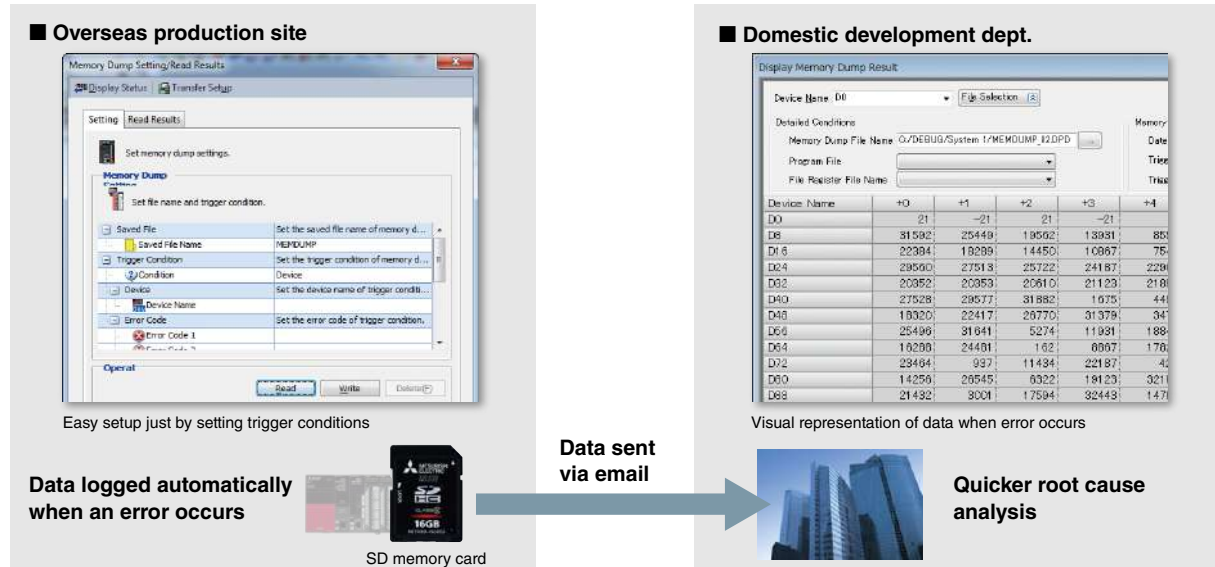 ■ Overseas production site
Memory Dump Setting/Read Results
Display Status Transfer Setup
Setting Read Results
Set memory dump settings.
Memory Dump
Set file name and trigger condition.
Saved File Set the saved file name of memory d...
Saved File Name MEMDUMP
Trigger Condition Set the trigger condition of memory d...
Condition Device
Device Set the device name of trigger conditi...
Device Name
Error Code Set the error code of trigger condition.
Error Code 1
Operat
Read Write Delete(F)
Easy setup just by setting trigger conditions
Data logged automatically
when an error occurs
MITSUBISHI
ELECTRIC
16GB
SD memory card
Data sent
via email
■ Domestic development dept.
Display Memory Dump Result
Device Name D0 File Selection
Detailed Conditions Memory
Memory Dump File Name Date
Program File
File Register File Name
Device Name +0 +1 +2 +3 +4
D0 21 -21 21 -21
D8 31592 25449 19562 13931
D16 22384 18289 14450 10867
D24 29560 27513 25722 24187
D32 20352 20353 20610 21123
D40 27528 29577 31882 1675
D48 18320 22417 26770 31379
D56 25496 31641 5274 11931
D64 16288 24481 162 8867
D72 23464 937 11434 22187
D80 14256 26545 6322 19123
D88 21432 3001 17594 32443
Visual representation of data when error occurs
Quicker root cause
analysis